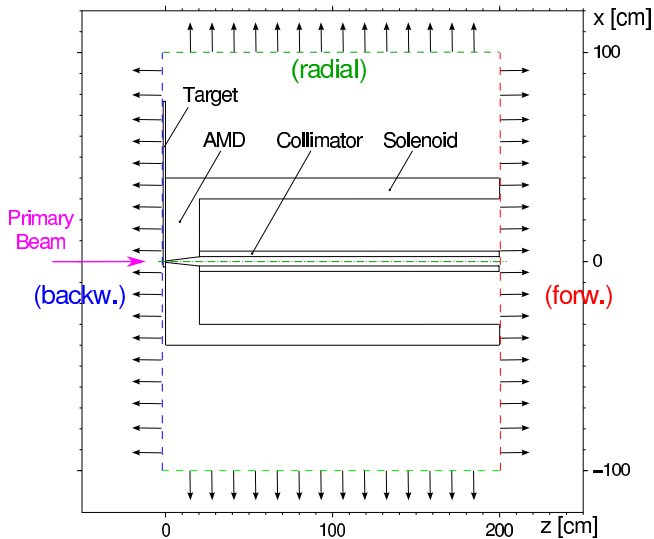 x [cm]
100
(radial)
Target
AMD
Collimator
Solenoid
Primary
Beam
0
(backw.)
(forw.)
−100
0
100
200
z [cm]